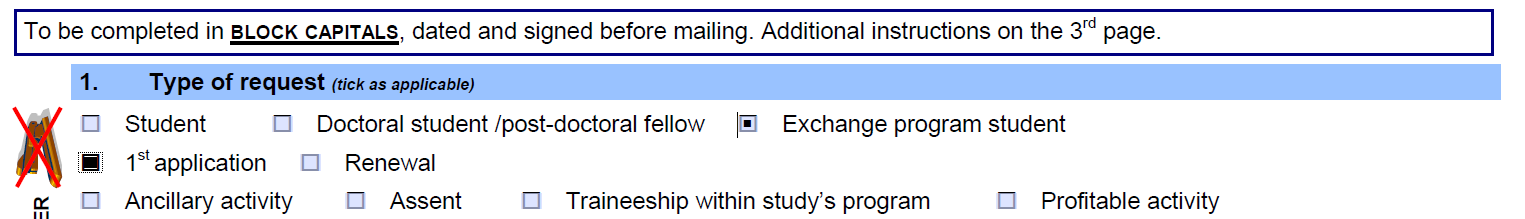 To be completed in BLOCK CAPITALS, dated and signed before mailing. Additional instructions on the 3rd page.
1. Type of request (tick as applicable)
Student Doctoral student /post-doctoral fellow Exchange program student
1st application Renewal
Ancillary activity Assent Traineeship within study's program Profitable activity
ER